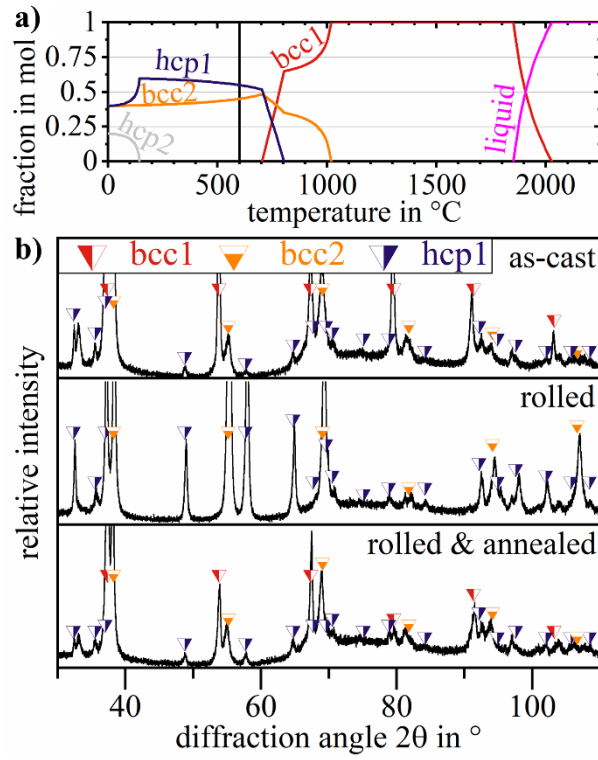 a)
fraction in mol
1
0.75
0.5
0.25
0
hcp1
bcc2
hcp2
bcc1
liquid
0 500 1000 1500 2000
temperature in °C
b)
bcc1 bcc2 hcp1
as-cast
rolled
rolled & annealed
relative intensity
40 60 80 100
diffraction angle 2θ in °